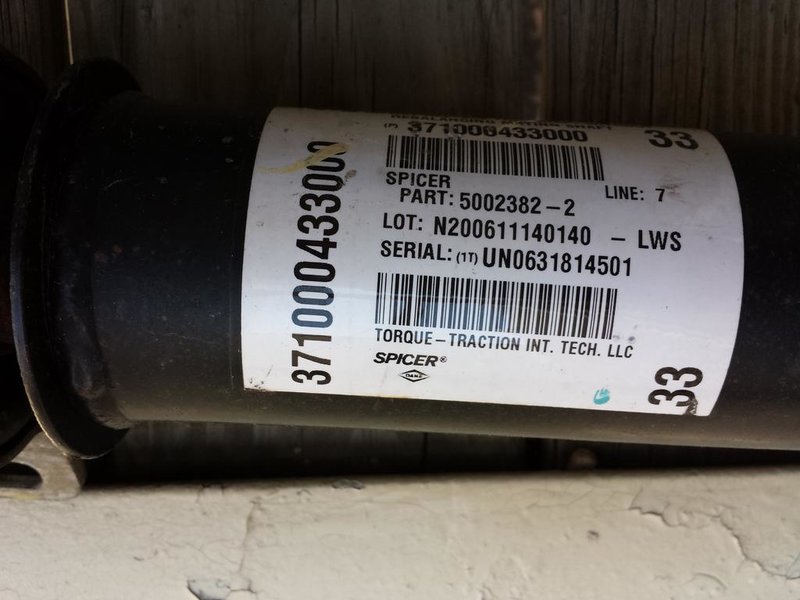 (P) 371000433000
33
SPICER
LINE: 7
PART: 5002382-2
LOT: N200611140140 - LWS
SERIAL: (1T) UN0631814501
TORQUE-TRACTION INT. TECH. LLC
SPICER®
DANA
371000433000
33